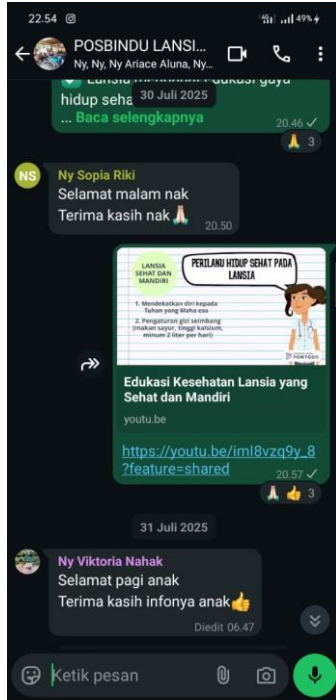 22.54
49%
POSBINDU LANSI...
Ny, Ny, Ny Ariace Aluna, Ny...
30 Juli 2025
hidup seha
... Baca selengkapnya
20.46
3
NS
Ny Sopia Riki
Selamat malam nak
Terima kasih nak
20.50
LANSIA
SEHAT DAN
MANDIRI
PERILAKU HIDUP SEHAT PADA
LANSIA
1. Mendekatkan diri kepada
Tuhan yang Maha esa
2. Pengaturan gizi seimbang
(makan sayur, tinggi kalsium,
minum 2 liter per hari)
POWTOON
Edukasi Kesehatan Lansia yang
Sehat dan Mandiri
youtu.be
https://youtu.be/iml8vzq9y_8
?feature=shared
20.57
3
31 Juli 2025
Ny Viktoria Nahak
Selamat pagi anak
Terima kasih infonya anak
Diedit 06.47
Ketik pesan